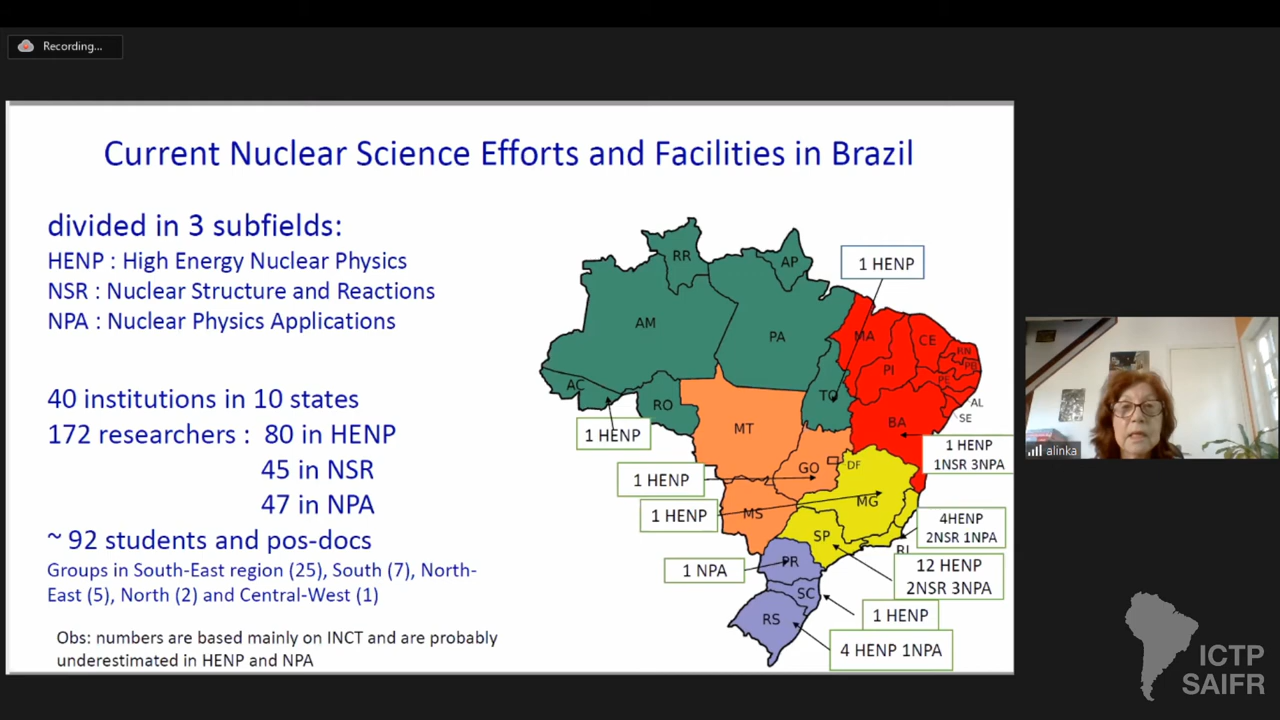 Recording...
Current Nuclear Science Efforts and Facilities in Brazil
divided in 3 subfields:
HENP : High Energy Nuclear Physics
NSR : Nuclear Structure and Reactions
NPA : Nuclear Physics Applications
40 institutions in 10 states
172 researchers : 80 in HENP
45 in NSR
47 in NPA
~ 92 students and pos-docs
Groups in South-East region (25), South (7), North-
East (5), North (2) and Central-West (1)
Obs: numbers are based mainly on INCT and are probably
underestimated in HENP and NPA
RR
AP
1 HENP
AM
PA
MA
CE
RN
PB
PI
PE
AC
TO
AL
SE
RO
BA
MT
1 HENP
1 HENP
1NSR 3NPA
GO
DF
1 HENP
MG
1 HENP
MS
4HENP
2NSR 1NPA
SP
RJ
PR
1 NPA
12 HENP
2NSR 3NPA
SC
1 HENP
RS
4 HENP 1NPA
alinka
ICTP
SAIFR